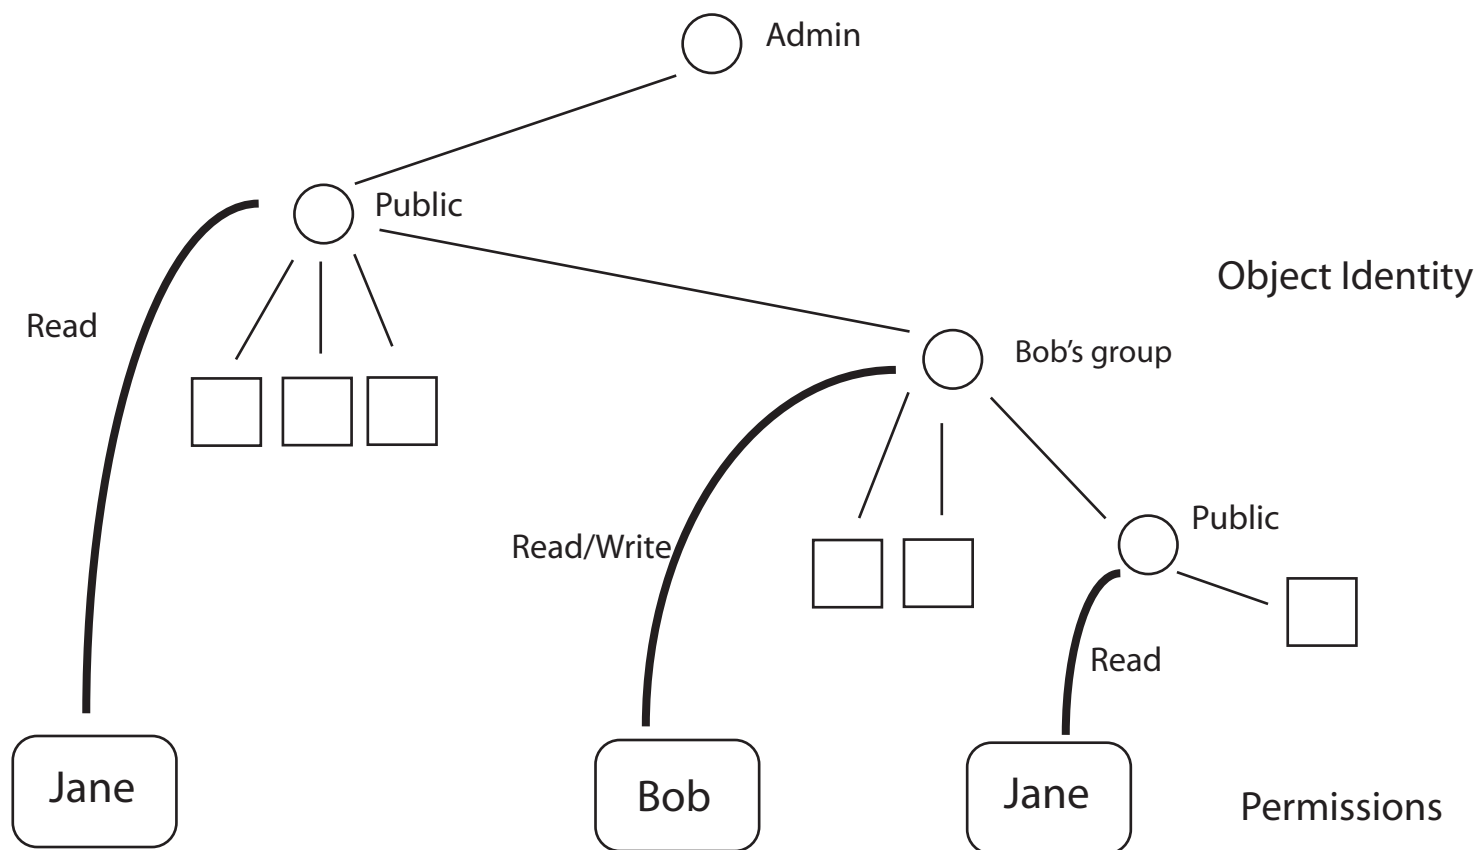 Admin
Public
Object Identity
Read
Bob's group
Public
Read/Write
Read
Jane
Bob
Jane
Permissions